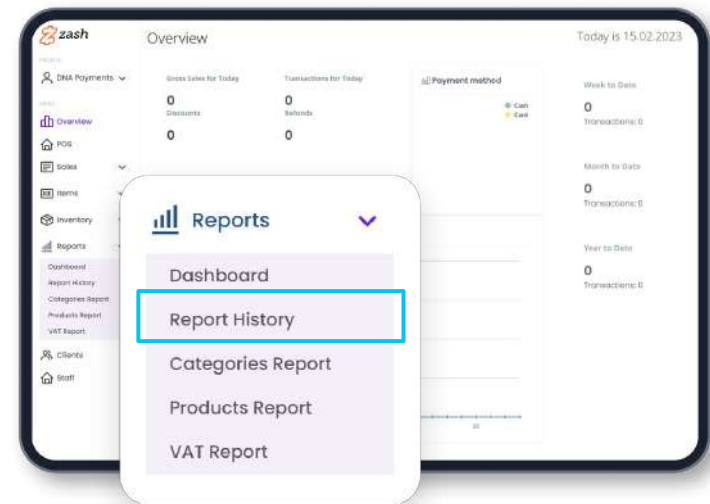 zash
Overview
Today is 15.02.2023
DNA Payments
Overview
POS
Sales
Items
Inventory
Reports
Dashboard
Report History
Categories Report
Products Report
VAT Report
Clients
Staff
Gross Sales for Today
0
Discounts
0
Transactions for Today
0
Refunds
0
Payment method
Cash
Card
Week to Date
0
Transactions: 0
Month to Date
0
Transactions: 0
Year to Date
0
Transactions: 0
Reports
Dashboard
Report History
Categories Report
Products Report
VAT Report